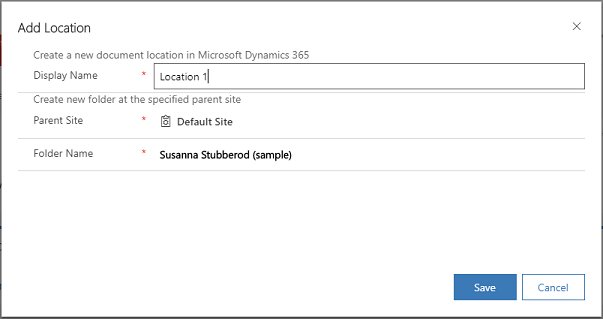 Add Location
Create a new document location in Microsoft Dynamics 365
Display Name * Location 1
Create new folder at the specified parent site
Parent Site * Default Site
Folder Name * Susanna Stubberod (sample)
Save Cancel